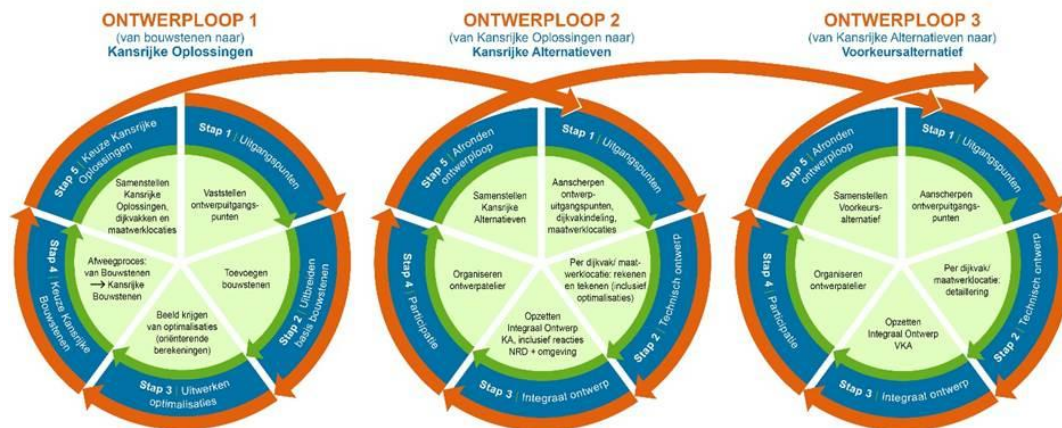 ONTWERPLOOP 1
(van bouwstenen naar)
Kansrijke Oplossingen
Stap 1 | Uitgangspunten
Vaststellen
ontwerpuitgangs-
punten
Stap 2 | Uitbreiden
basis bouwstenen
Toevoegen
bouwstenen
Stap 3 | Uitwerken
optimalisaties
Beeld krijgen
van optimalisaties
(oriënterende
berekeningen)
Stap 4 | Keuze Kansrijke
Bouwstenen
Afweegproces:
van Bouwstenen
→ Kansrijke
Bouwstenen
Stap 5 | Keuze Kansrijke
Oplossingen
Samenstellen
Kansrijke
Oplossingen,
dijkvakken en
maatwerklocaties
ONTWERPLOOP 2
(van Kansrijke Oplossingen naar)
Kansrijke Alternatieven
Stap 1 | Uitgangspunten
Aanscherpen
ontwerp-
uitgangspunten,
dijkvakindeling,
maatwerklocaties
Stap 2 | Technisch ontwerp
Per dijkvak/ maat-
werklocatie: rekenen
en tekenen (inclusief
optimalisaties)
Stap 3 | Integraal ontwerp
Opzetten
Integraal Ontwerp
KA, inclusief reacties
NRD + omgeving
Stap 4 | Participatie
Organiseren
ontwerpatelier
Stap 5 | Afronden
ontwerploop
Samenstellen
Kansrijke
Alternatieven
ONTWERPLOOP 3
(van Kansrijke Alternatieven naar)
Voorkeursalternatief
Stap 1 | Uitgangspunten
Aanscherpen
ontwerpuitgangs-
punten
Stap 2 | Technisch ontwerp
Per dijkvak/
maatwerklocatie:
detaillering
Stap 3 | Integraal ontwerp
Opzetten
Integraal Ontwerp
VKA
Stap 4 | Participatie
Organiseren
ontwerpatelier
Stap 5 | Afronden
ontwerploop
Samenstellen
Voorkeurs-
alternatief